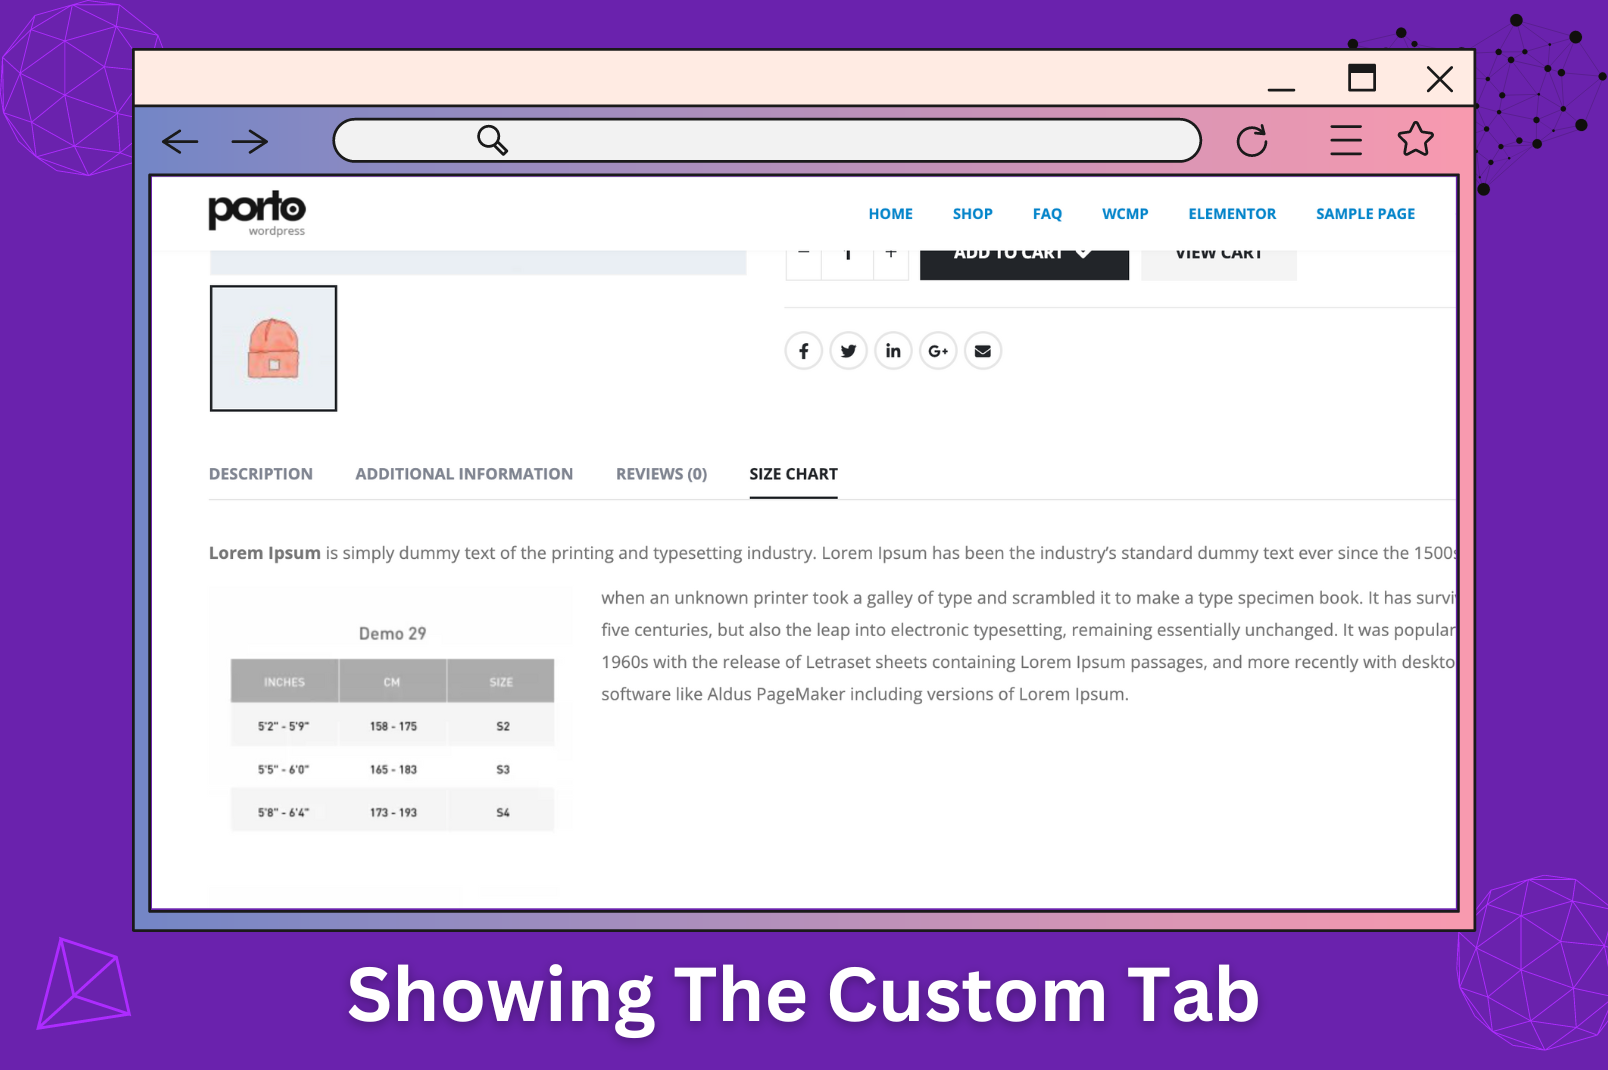 porto
wordpress
HOME SHOP FAQ WCMP ELEMENTOR SAMPLE PAGE
- 1 + ADD TO CART VIEW CART
f in G+
DESCRIPTION ADDITIONAL INFORMATION REVIEWS (0) SIZE CHART
Lorem Ipsum is simply dummy text of the printing and typesetting industry. Lorem Ipsum has been the industry’s standard dummy text ever since the 1500s
when an unknown printer took a galley of type and scrambled it to make a type specimen book. It has survi
five centuries, but also the leap into electronic typesetting, remaining essentially unchanged. It was popular
1960s with the release of Letraset sheets containing Lorem Ipsum passages, and more recently with deskto
software like Aldus PageMaker including versions of Lorem Ipsum.
Demo 29
INCHES CM SIZE
5'2" - 5'9" 158 - 175 S2
5'5" - 6'0" 165 - 183 S3
5'8" - 6'4" 173 - 193 S4
Showing The Custom Tab